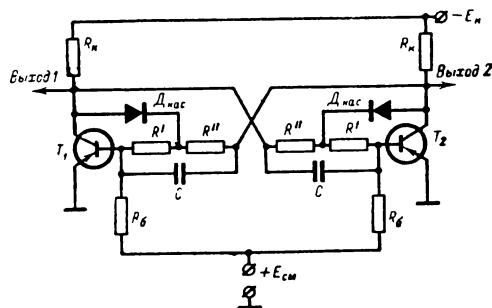 − Eк
Rк
Rк
Выход 1
Выход 2
Днас
Днас
T₁
R' R"
R" R'
T₂
C
C
Rб
Rб
+ Eсм